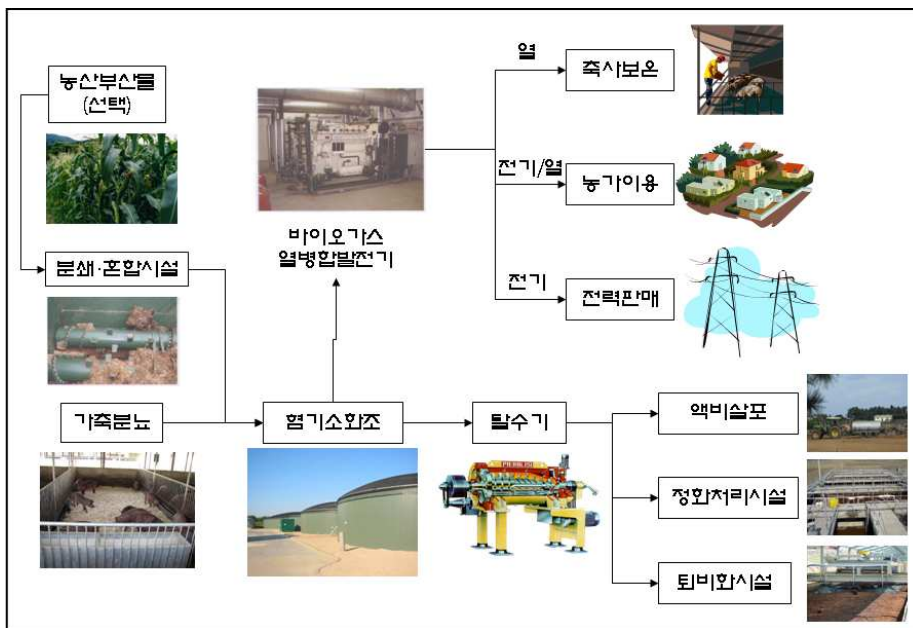 농산부산물
(선택)
분쇄·혼합시설
가축분뇨
바이오가스
열병합발전기
혐기소화조
탈수기
열
축사보온
전기/열
농가이용
전기
전력판매
액비살포
정화처리시설
퇴비화시설